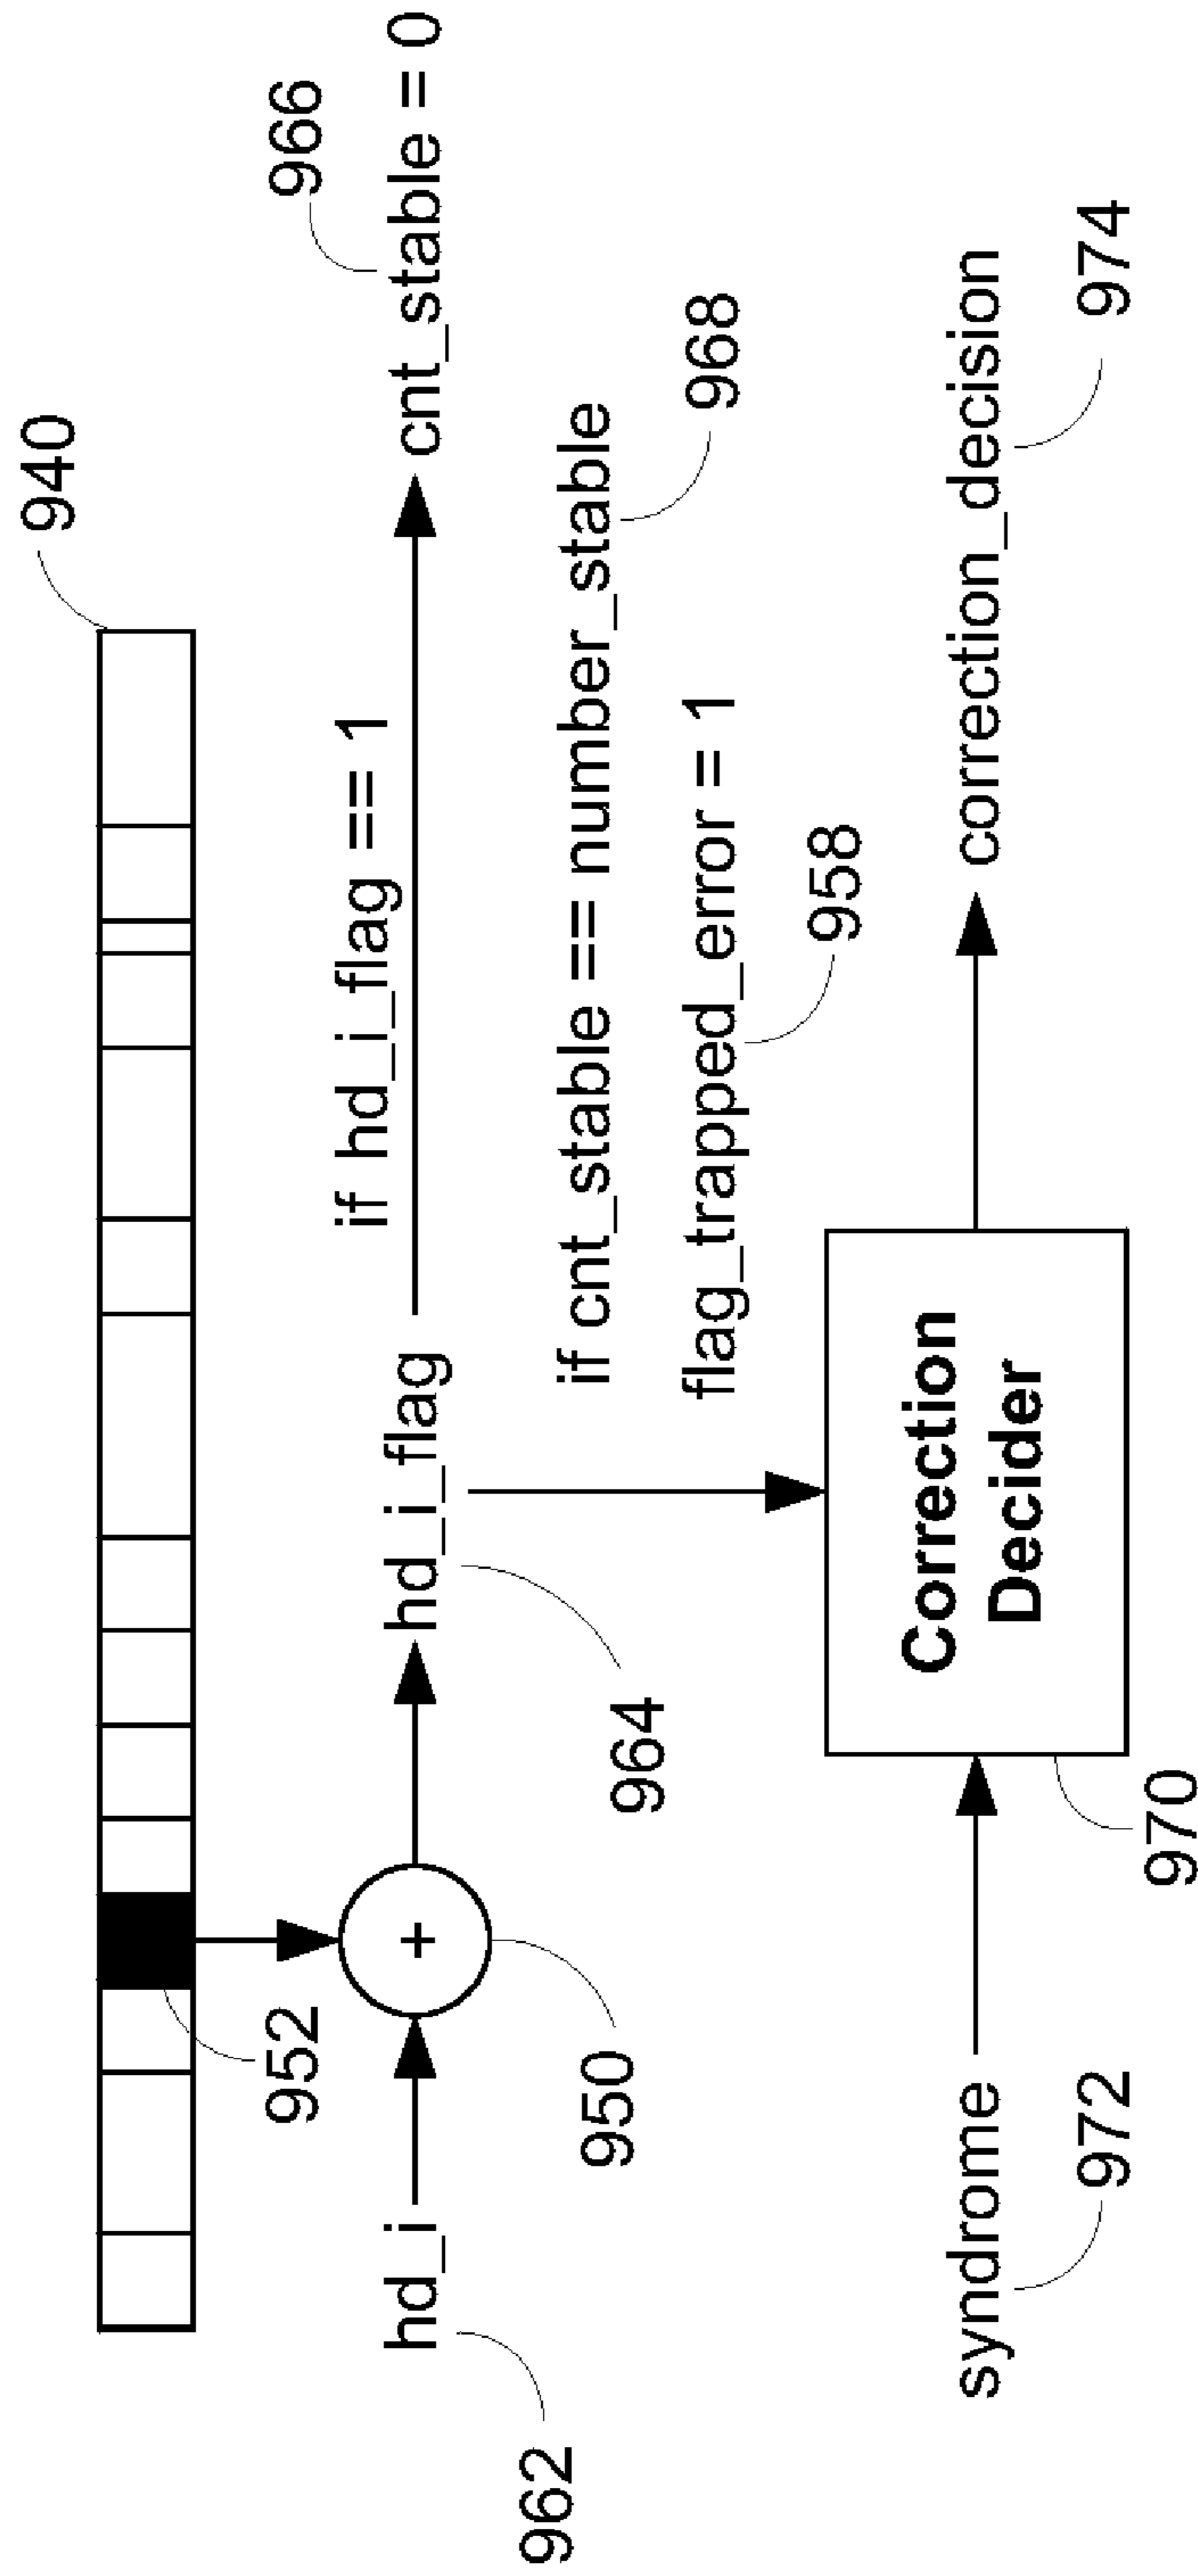 940
952
if hd_i_flag == 1
966
hd_i
hd_i_flag
cnt_stable = 0
962
950
964
if cnt_stable == number_stable
968
flag_trapped_error = 1
958
syndrome
Correction
Decider
correction_decision
972
970
974